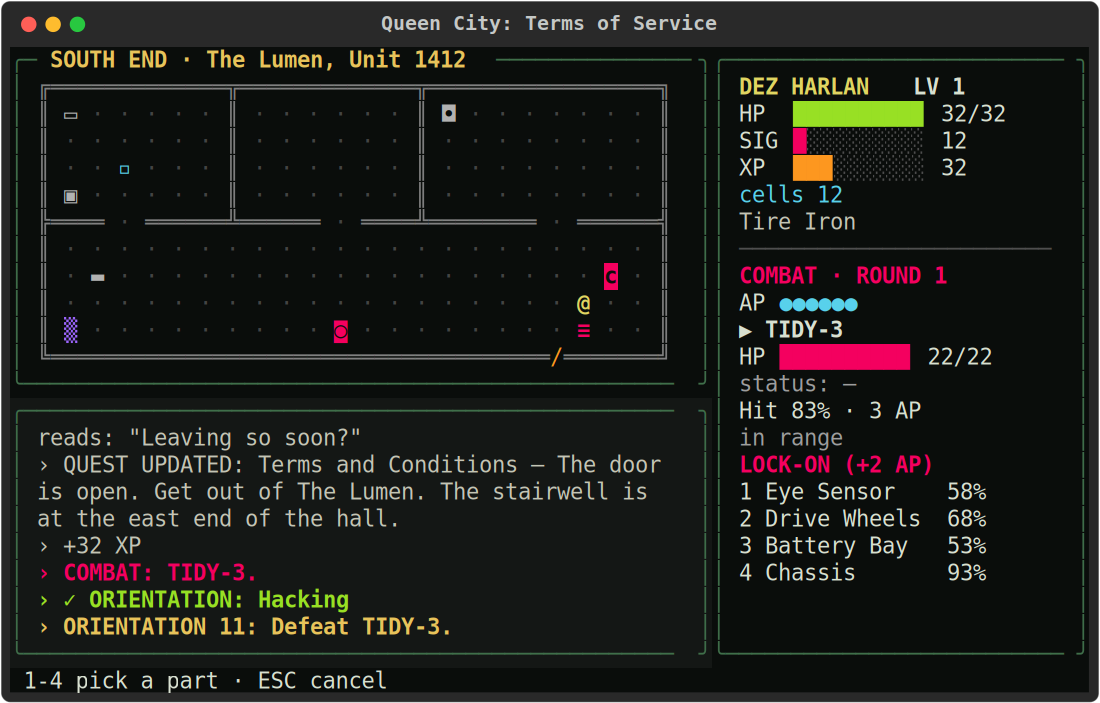 Queen City: Terms of Service
SOUTH END · The Lumen, Unit 1412
@
c
/
reads: "Leaving so soon?"
› QUEST UPDATED: Terms and Conditions — The door
is open. Get out of The Lumen. The stairwell is
at the east end of the hall.
› +32 XP
› COMBAT: TIDY-3.
› ✓ ORIENTATION: Hacking
› ORIENTATION 11: Defeat TIDY-3.
DEZ HARLAN LV 1
HP 32/32
SIG 12
XP 32
cells 12
Tire Iron
COMBAT · ROUND 1
AP ●●●●●●
▶ TIDY-3
HP 22/22
status: —
Hit 83% · 3 AP
in range
LOCK-ON (+2 AP)
1 Eye Sensor 58%
2 Drive Wheels 68%
3 Battery Bay 53%
4 Chassis 93%
1-4 pick a part · ESC cancel